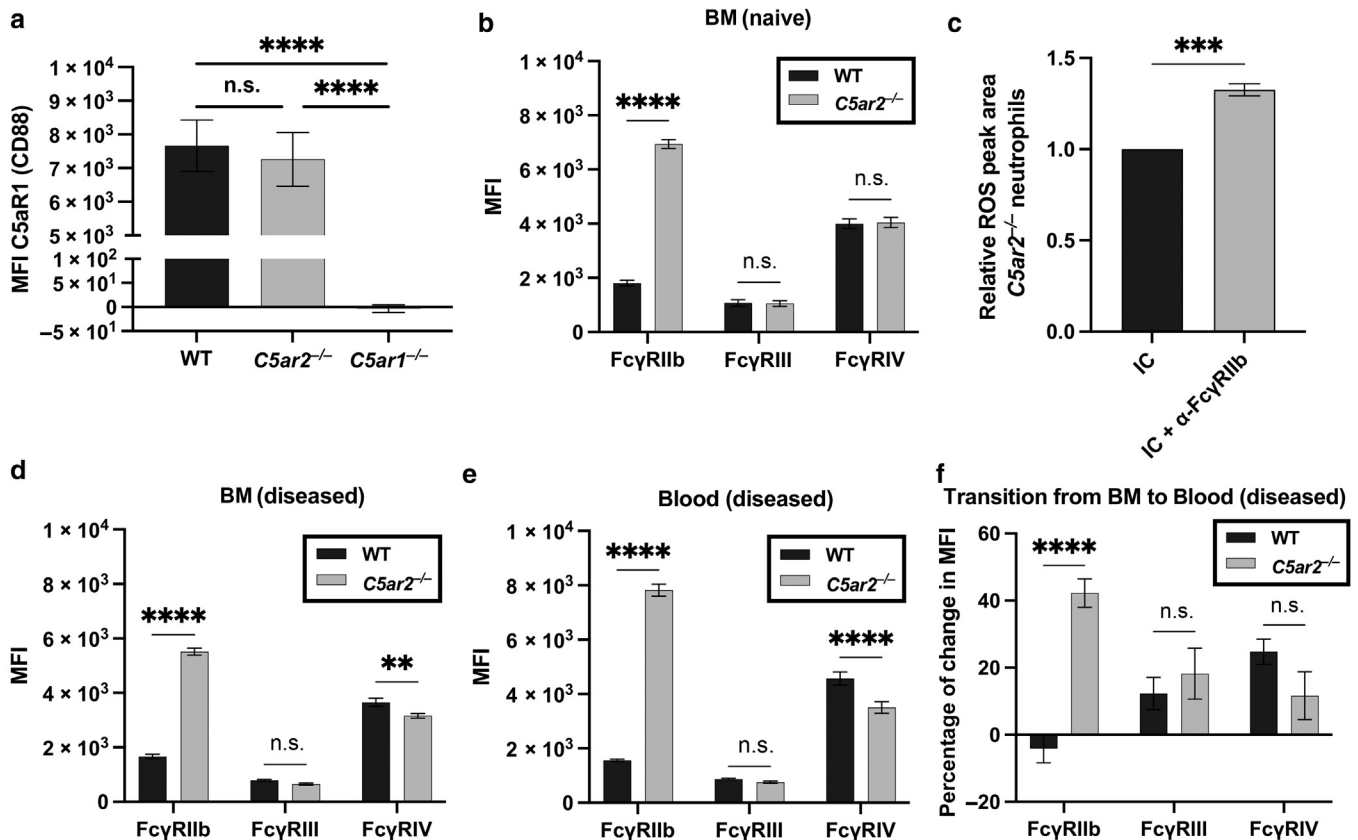 a
MFI C5aR1 (CD88)
1 × 10⁴
9 × 10³
8 × 10³
7 × 10³
6 × 10³
5 × 10³
1 × 10²
5 × 10¹
0
–5 × 10¹
****
n.s.
****
WT
C5ar2–/–
C5ar1–/–
b
BM (naive)
MFI
1 × 10⁴
8 × 10³
6 × 10³
4 × 10³
2 × 10³
0
WT
C5ar2–/–
****
n.s.
n.s.
FcγRIIb
FcγRIII
FcγRIV
c
Relative ROS peak area
C5ar2–/– neutrophils
1.5
1.0
0.5
0.0
***
IC
IC + α-FcγRIIb
d
BM (diseased)
MFI
1 × 10⁴
8 × 10³
6 × 10³
4 × 10³
2 × 10³
0
WT
C5ar2–/–
****
n.s.
**
FcγRIIb
FcγRIII
FcγRIV
e
Blood (diseased)
MFI
1 × 10⁴
8 × 10³
6 × 10³
4 × 10³
2 × 10³
0
WT
C5ar2–/–
****
n.s.
****
FcγRIIb
FcγRIII
FcγRIV
f
Transition from BM to Blood (diseased)
Percentage of change in MFI
60
40
20
0
–20
WT
C5ar2–/–
****
n.s.
n.s.
FcγRIIb
FcγRIII
FcγRIV